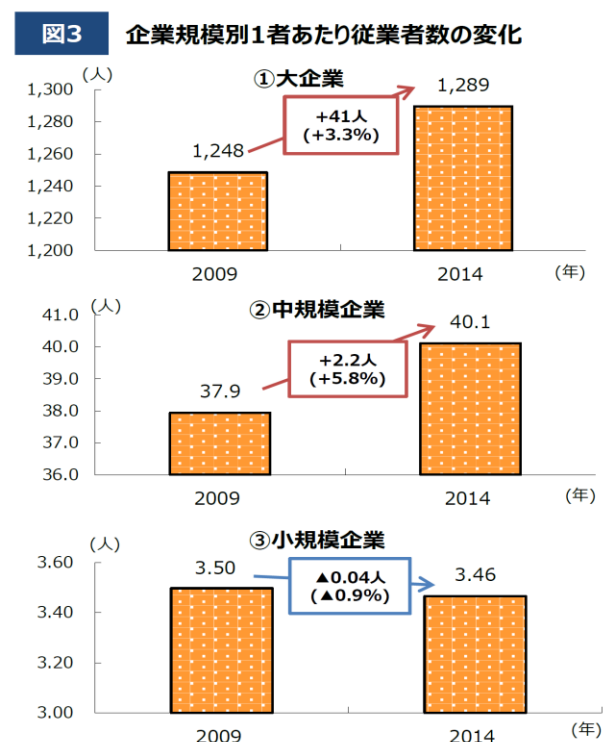 図3 企業規模別1者あたり従業者数の変化
①大企業
(人)
1,300
1,280
1,260
1,240
1,220
1,200
1,248
+41人
(+3.3%)
1,289
2009 2014 (年)
②中規模企業
(人)
41.0
40.0
39.0
38.0
37.0
36.0
37.9
+2.2人
(+5.8%)
40.1
2009 2014 (年)
③小規模企業
(人)
3.60
3.40
3.20
3.00
3.50
▲0.04人
(▲0.9%)
3.46
2009 2014 (年)